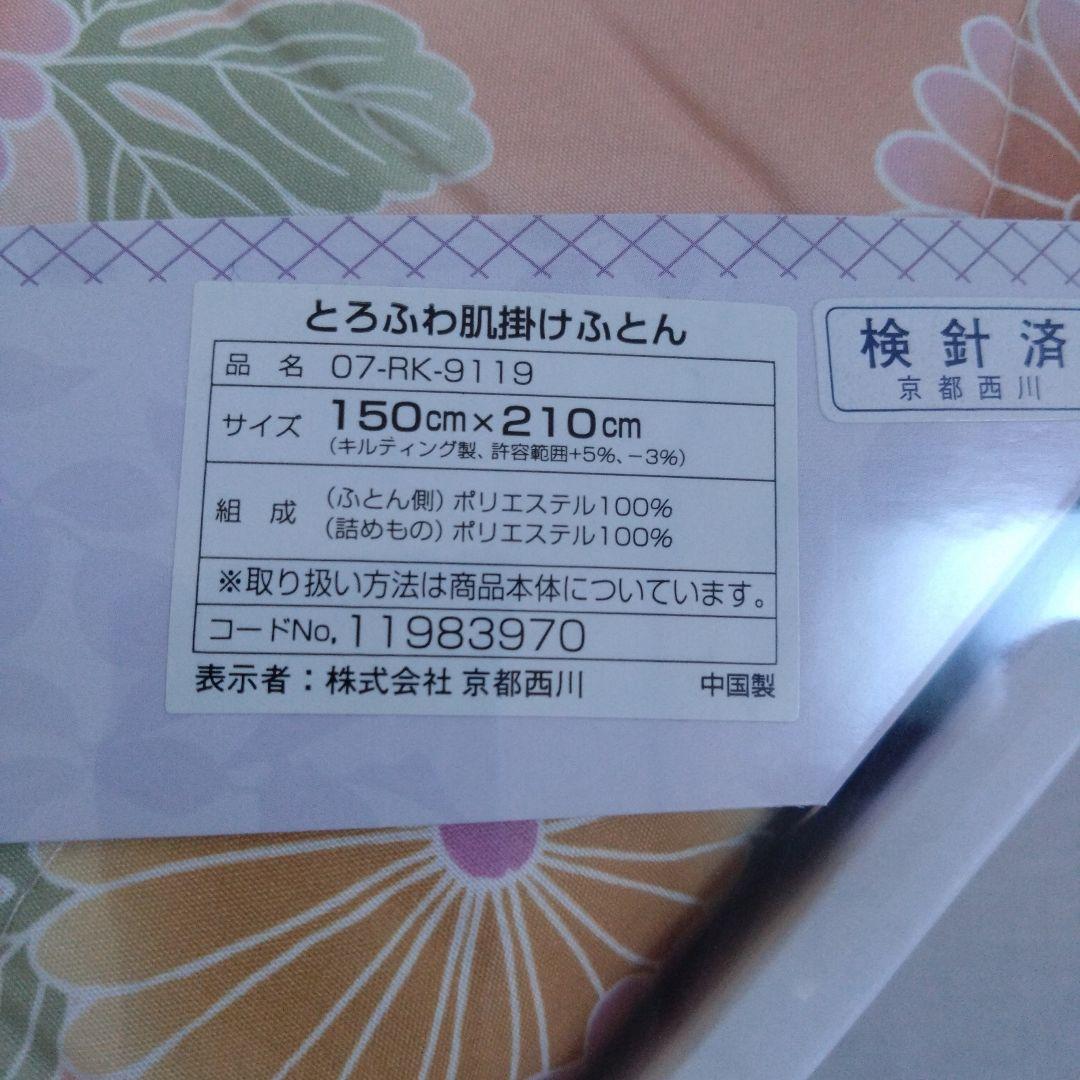 とろふわ肌掛けふとん
品 名 07-RK-9119
サイズ 150cm×210cm
(キルティング製、許容範囲+5%、-3%)
組 成 (ふとん側) ポリエステル100%
(詰めもの) ポリエステル100%
※取り扱い方法は商品本体についています。
コードNo. 11983970
表示者：株式会社 京都西川 中国製
検針済
京都西川